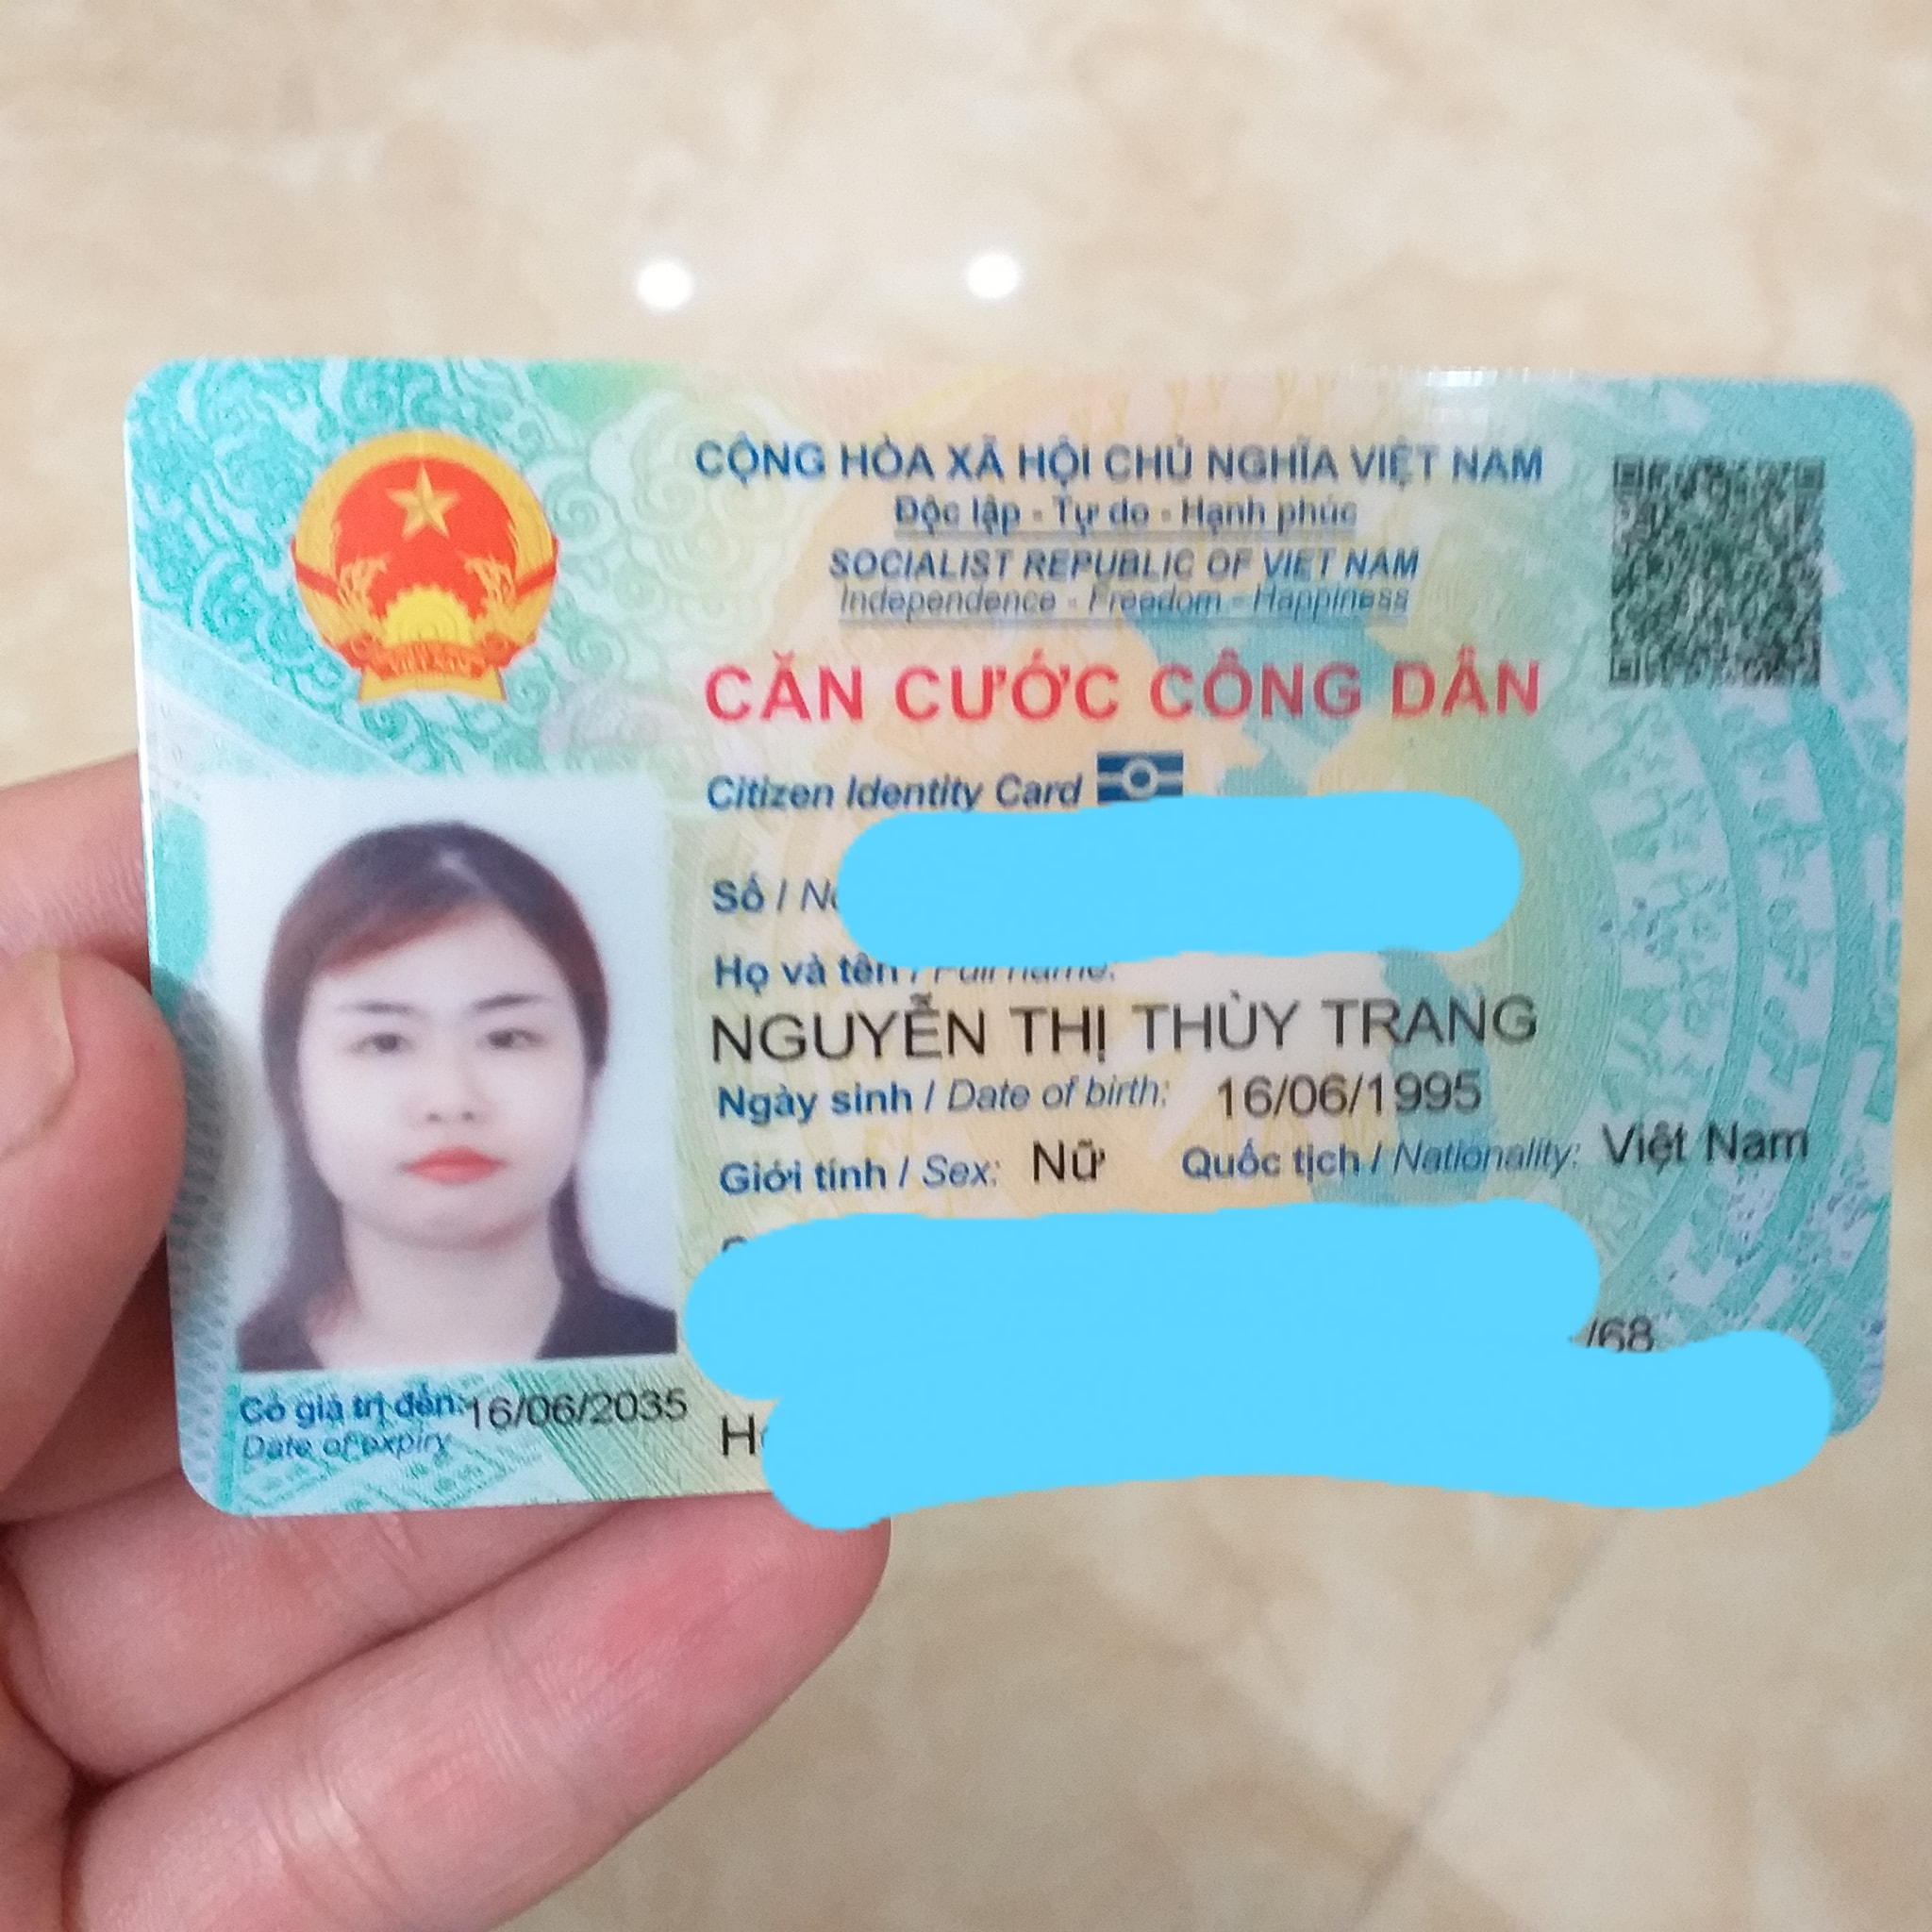 CỘNG HÒA XÃ HỘI CHỦ NGHĨA VIỆT NAM
Độc lập - Tự do - Hạnh phúc
SOCIALIST REPUBLIC OF VIET NAM
Independence - Freedom - Happiness
CĂN CƯỚC CÔNG DÂN
Citizen Identity Card
Số / No
Họ và tên / Full name:
NGUYỄN THỊ THÙY TRANG
Ngày sinh / Date of birth: 16/06/1995
Giới tính / Sex: Nữ Quốc tịch / Nationality: Việt Nam
/68
Có giá trị đến: 16/06/2035
Date of expiry